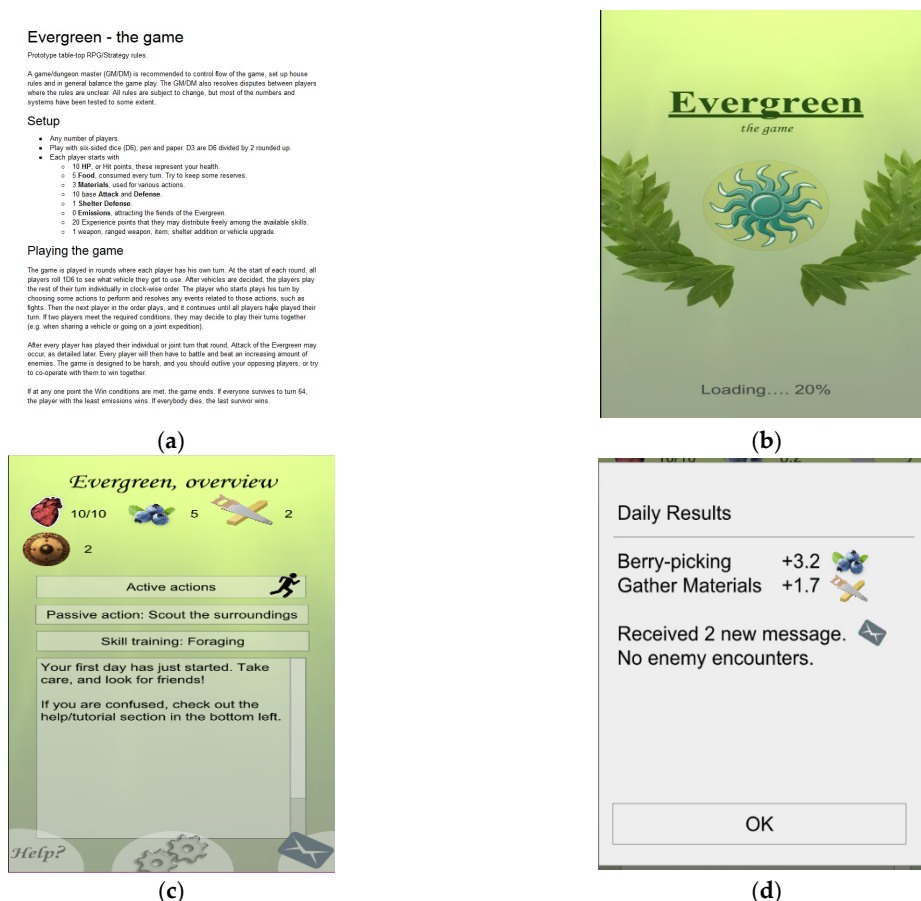 Evergreen - the game
Prototype table-top RPG/Strategy rules.
A game/dungeon master (GM/DM) is recommended to control flow of the game, set up house
rules and in general balance the game play. The GM/DM also resolves disputes between players
where the rules are unclear. All rules are subject to change, but most of the numbers and
systems have been tested to some extent.
Setup
● Any number of players.
● Play with six-sided dice (D6), pen and paper. D3 are D6 divided by 2 rounded up.
● Each player starts with
○ 10 HP, or Hit points, these represent your health.
○ 5 Food, consumed every turn. Try to keep some reserves.
○ 3 Materials, used for various actions.
○ 10 base Attack and Defense.
○ 1 Shelter Defense.
○ 0 Emissions, attracting the fiends of the Evergreen.
○ 20 Experience points that they may distribute freely among the available skills.
○ 1 weapon, ranged weapon, item, shelter addition or vehicle upgrade.
Playing the game
The game is played in rounds where each player has his own turn. At the start of each round, all
players roll 1D6 to see what vehicle they get to use. After vehicles are decided, the players play
the rest of their turn individually in clock-wise order. The player who starts plays his turn by
choosing some actions to perform and resolves any events related to those actions, such as
fights. Then the next player in the order plays, and it continues until all players have played their
turn. If two players meet the required conditions, they may decide to play their turns together
(e.g. when sharing a vehicle or going on a joint expedition).
After every player has played their individual or joint turn that round, Attack of the Evergreen may
occur, as detailed later. Every player will then have to battle and beat an increasing amount of
enemies. The game is designed to be harsh, and you should outlive your opposing players, or try
to co-operate with them to win together.
If at any one point the Win conditions are met, the game ends. If everyone survives to turn 64,
the player with the least emissions wins. If everybody dies, the last survivor wins.
(a)
Evergreen
the game
Loading.... 20%
(b)
Evergreen, overview
10/10 5 2
2
Active actions
Passive action: Scout the surroundings
Skill training: Foraging
Your first day has just started. Take
care, and look for friends!
If you are confused, check out the
help/tutorial section in the bottom left.
Help?
(c)
Daily Results
Berry-picking +3.2
Gather Materials +1.7
Received 2 new message.
No enemy encounters.
OK
(d)